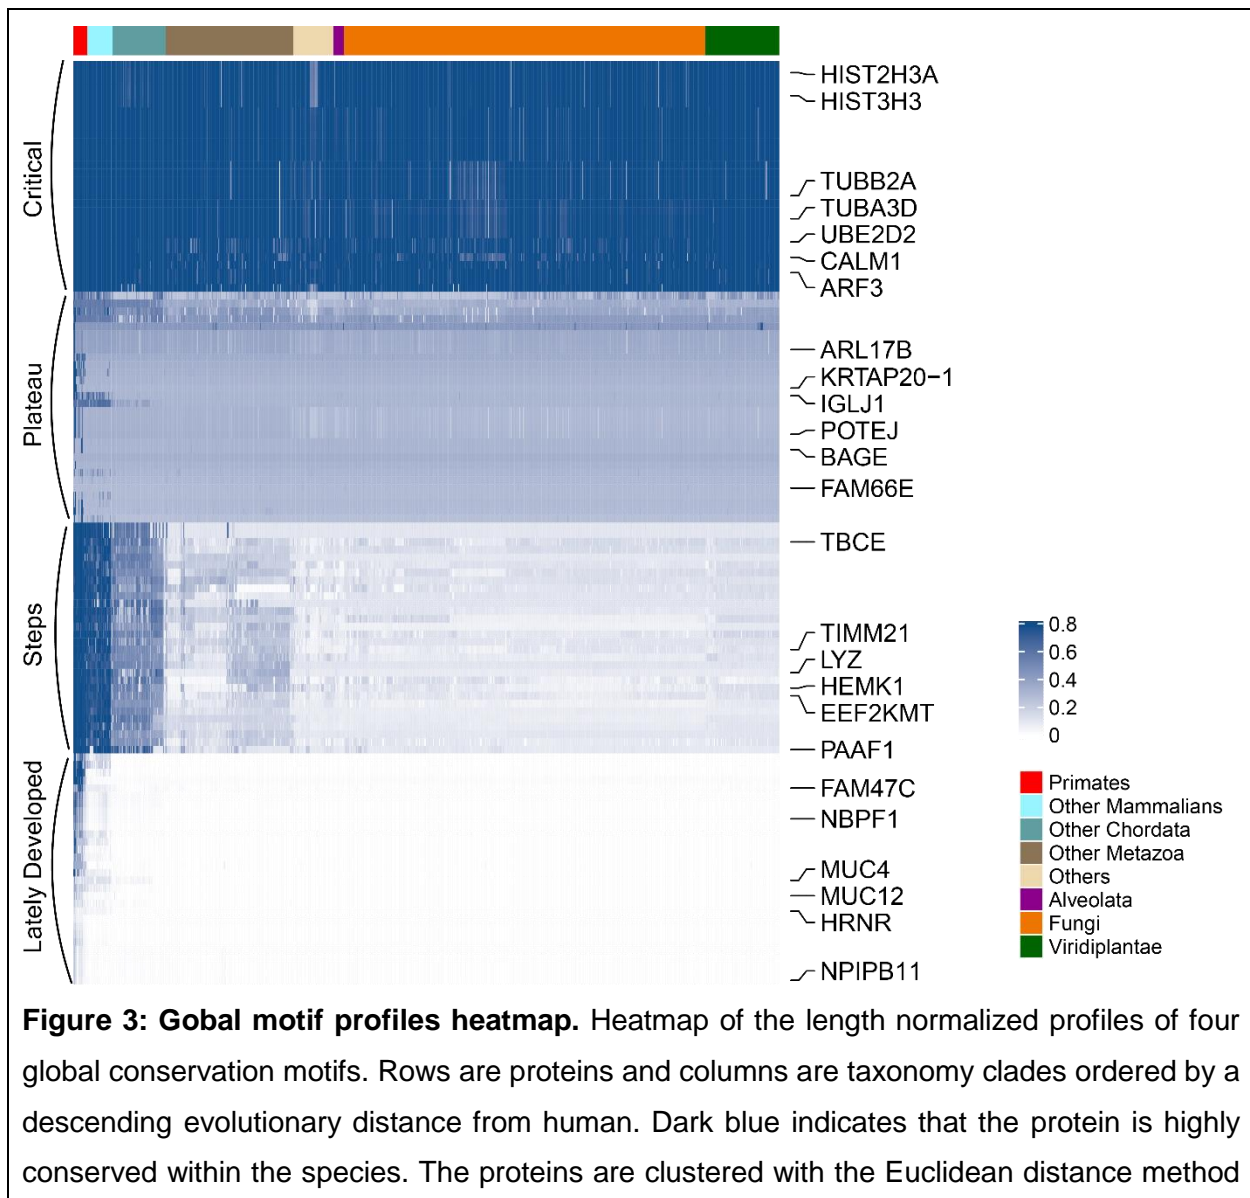 HIST2H3A
HIST3H3
TUBB2A
TUBA3D
UBE2D2
CALM1
ARF3
Critical
ARL17B
KRTAP20−1
IGLJ1
POTEJ
BAGE
FAM66E
Plateau
TBCE
TIMM21
LYZ
HEMK1
EEF2KMT
PAAF1
Steps
FAM47C
NBPF1
MUC4
MUC12
HRNR
NPIPB11
Lately Developed
0.8
0.6
0.4
0.2
0
Primates
Other Mammalians
Other Chordata
Other Metazoa
Others
Alveolata
Fungi
Viridiplantae
Figure 3: Gobal motif profiles heatmap. Heatmap of the length normalized profiles of four
global conservation motifs. Rows are proteins and columns are taxonomy clades ordered by a
descending evolutionary distance from human. Dark blue indicates that the protein is highly
conserved within the species. The proteins are clustered with the Euclidean distance method